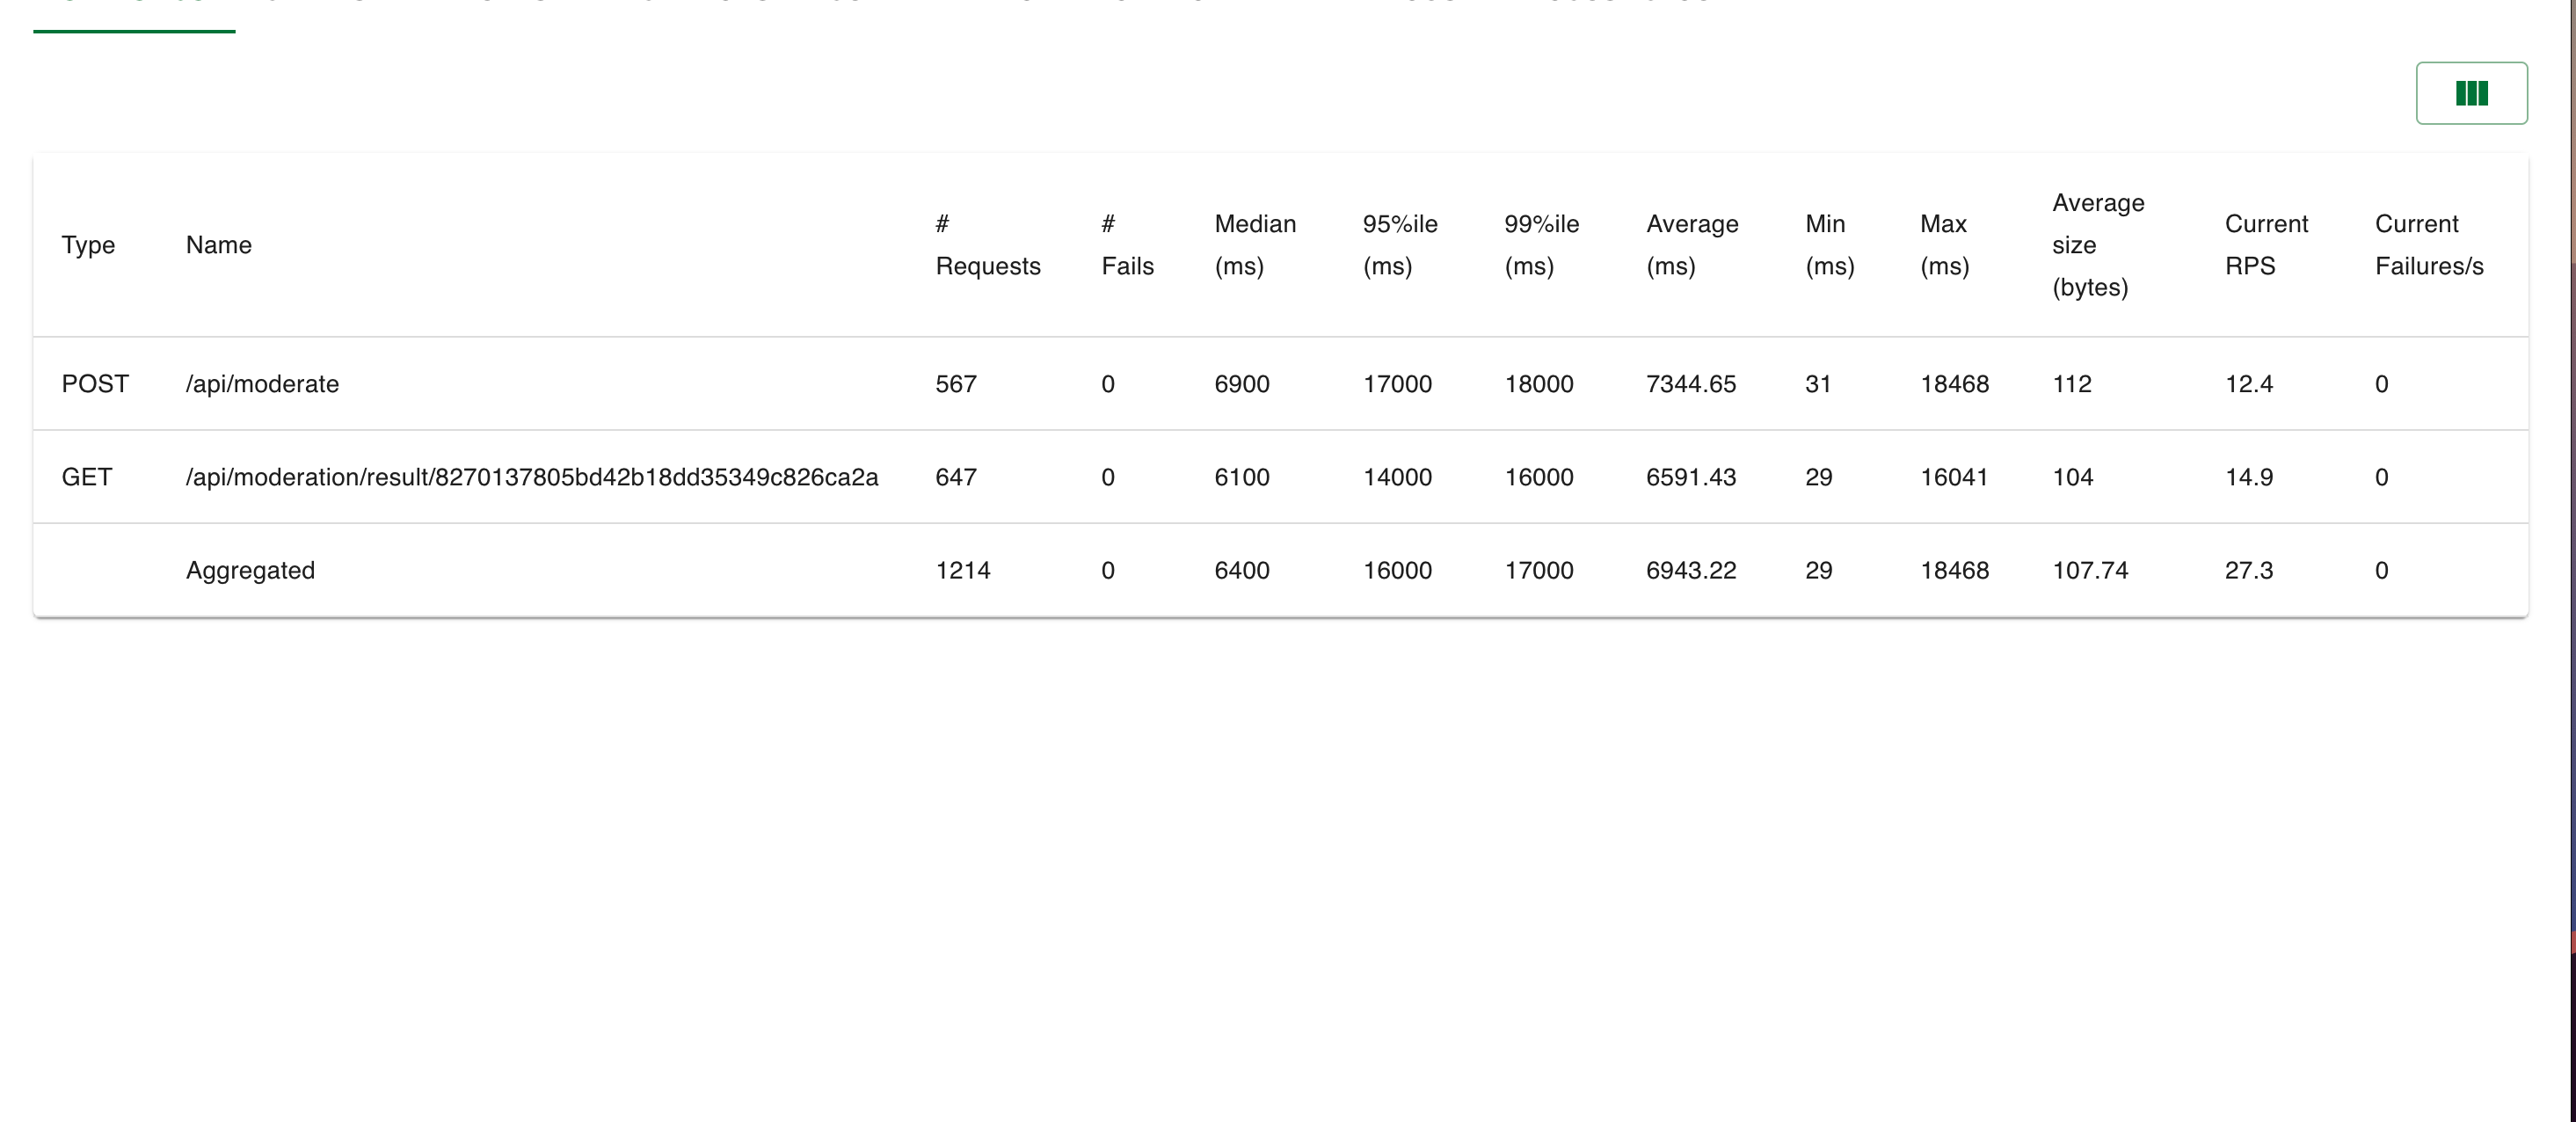 Type Name # Requests # Fails Median (ms) 95%ile (ms) 99%ile (ms) Average (ms) Min (ms) Max (ms) Average size (bytes) Current RPS Current Failures/s
POST /api/moderate 567 0 6900 17000 18000 7344.65 31 18468 112 12.4 0
GET /api/moderation/result/8270137805bd42b18dd35349c826ca2a 647 0 6100 14000 16000 6591.43 29 16041 104 14.9 0
Aggregated 1214 0 6400 16000 17000 6943.22 29 18468 107.74 27.3 0